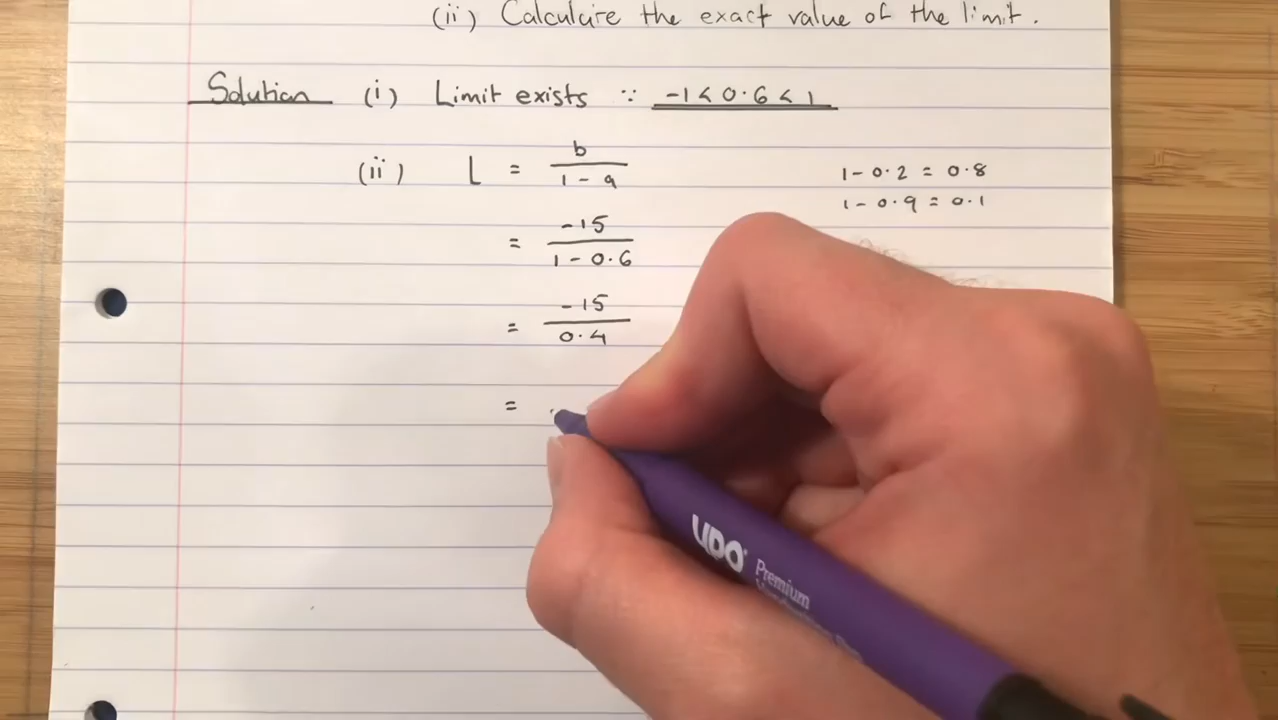 (ii) Calculate the exact value of the limit.
Solution (i) Limit exists ∵ -1 < 0.6 < 1
(ii) L = b / 1 - a
1 - 0.2 = 0.8
1 - 0.9 = 0.1
= -15 / 1 - 0.6
= -15 / 0.4
=
UDO
Premium